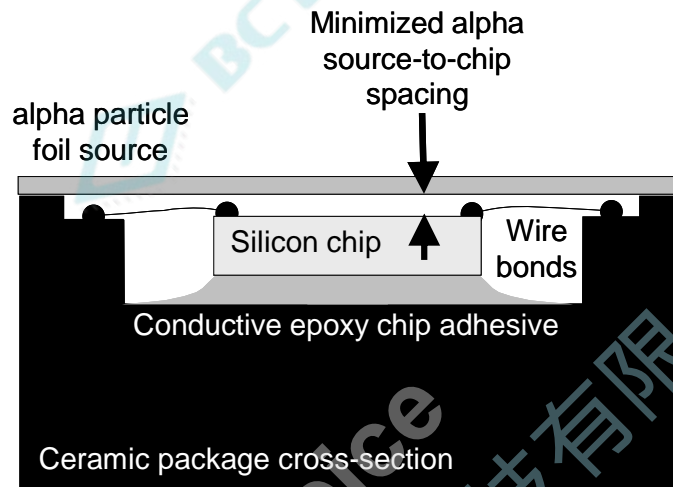 Minimized alpha
source-to-chip
spacing
alpha particle
foil source
Silicon chip
Wire
bonds
Conductive epoxy chip adhesive
Ceramic package cross-section